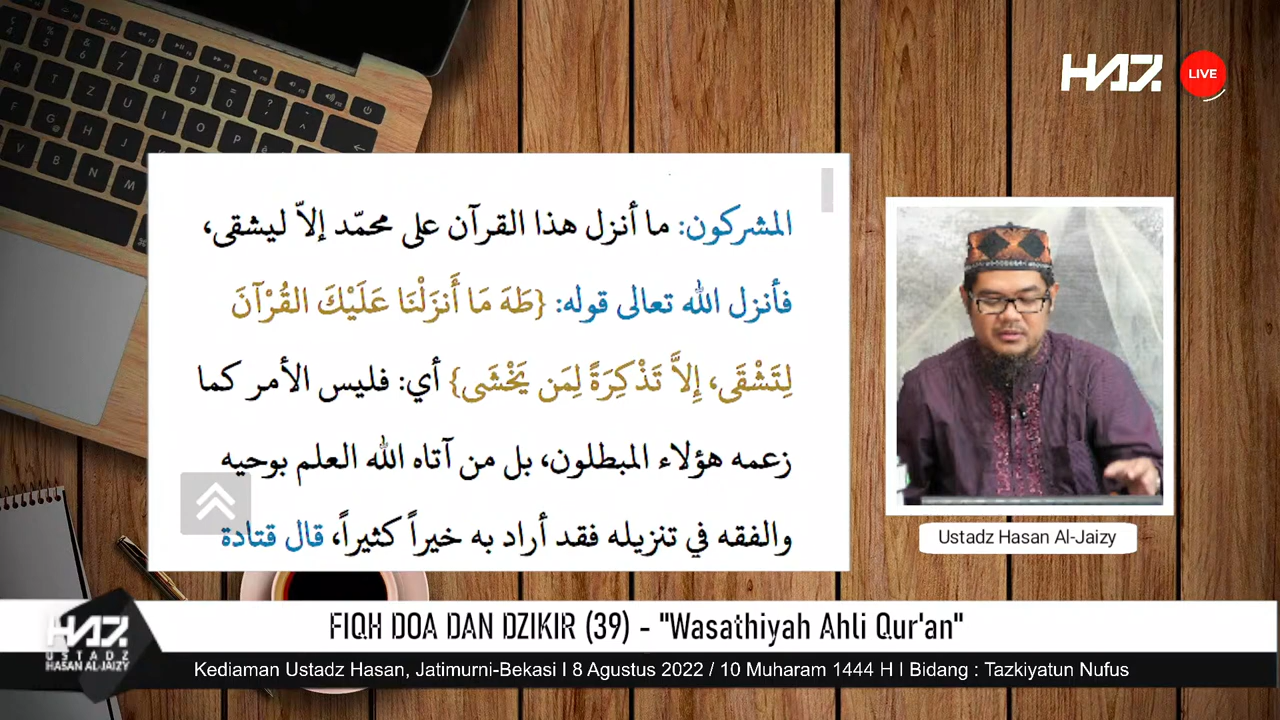 HAZ
LIVE
المشركون: ما أنزل هذا القرآن على محمّد إلاّ ليشقى،
فأنزل الله تعالى قوله: {طَهَ مَا أَنزَلْنَا عَلَيْكَ القُرْآنَ
لِتَشْقَى، إِلاَّ تَذْكِرَةً لِمَن يَخْشَى} أي: فليس الأمر كما
زعمه هؤلاء المبطلون، بل من آتاه الله العلم بوحيه
والفقه في تنزيله فقد أراد به خيراً كثيراً، قال قتادة
Ustadz Hasan Al-Jaizy
FIQH DOA DAN DZIKIR (39) - "Wasathiyah Ahli Qur'an"
HAZ
USTADZ
HASAN AL-JAIZY
Kediaman Ustadz Hasan, Jatimurni-Bekasi I 8 Agustus 2022 / 10 Muharam 1444 H I Bidang : Tazkiyatun Nufus